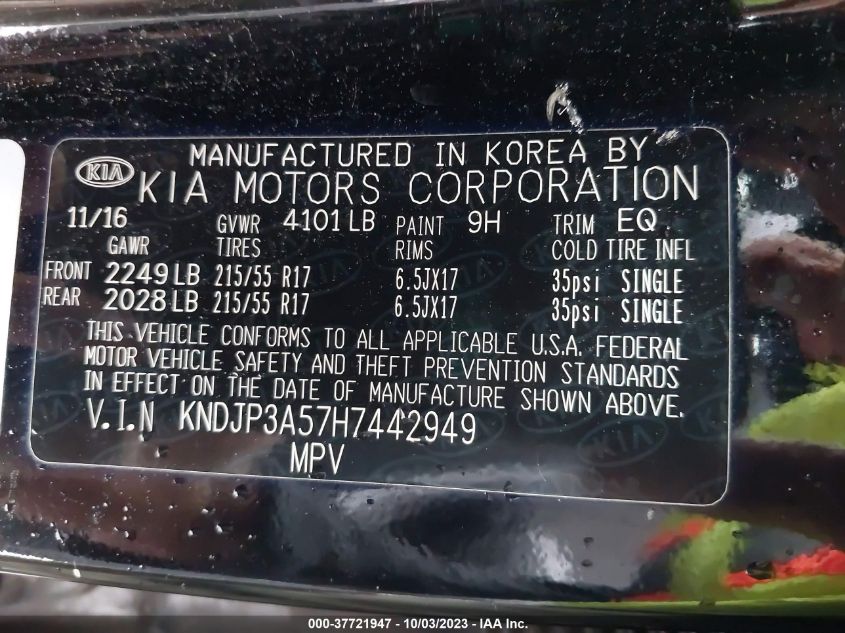 MANUFACTURED IN KOREA BY
KIA KIA MOTORS CORPORATION
11/16 GVWR 4101 LB PAINT 9H TRIM EQ
GAWR TIRES RIMS COLD TIRE INFL
FRONT 2249 LB 215/55 R17 6.5JX17 35psi SINGLE
REAR 2028 LB 215/55 R17 6.5JX17 35psi SINGLE
THIS VEHICLE CONFORMS TO ALL APPLICABLE U.S.A. FEDERAL
MOTOR VEHICLE SAFETY AND THEFT PREVENTION STANDARDS
IN EFFECT ON THE DATE OF MANUFACTURE SHOWN ABOVE.
V.I.N KNDJP3A57H7442949
MPV
000-37721947 - 10/03/2023 - IAA Inc.